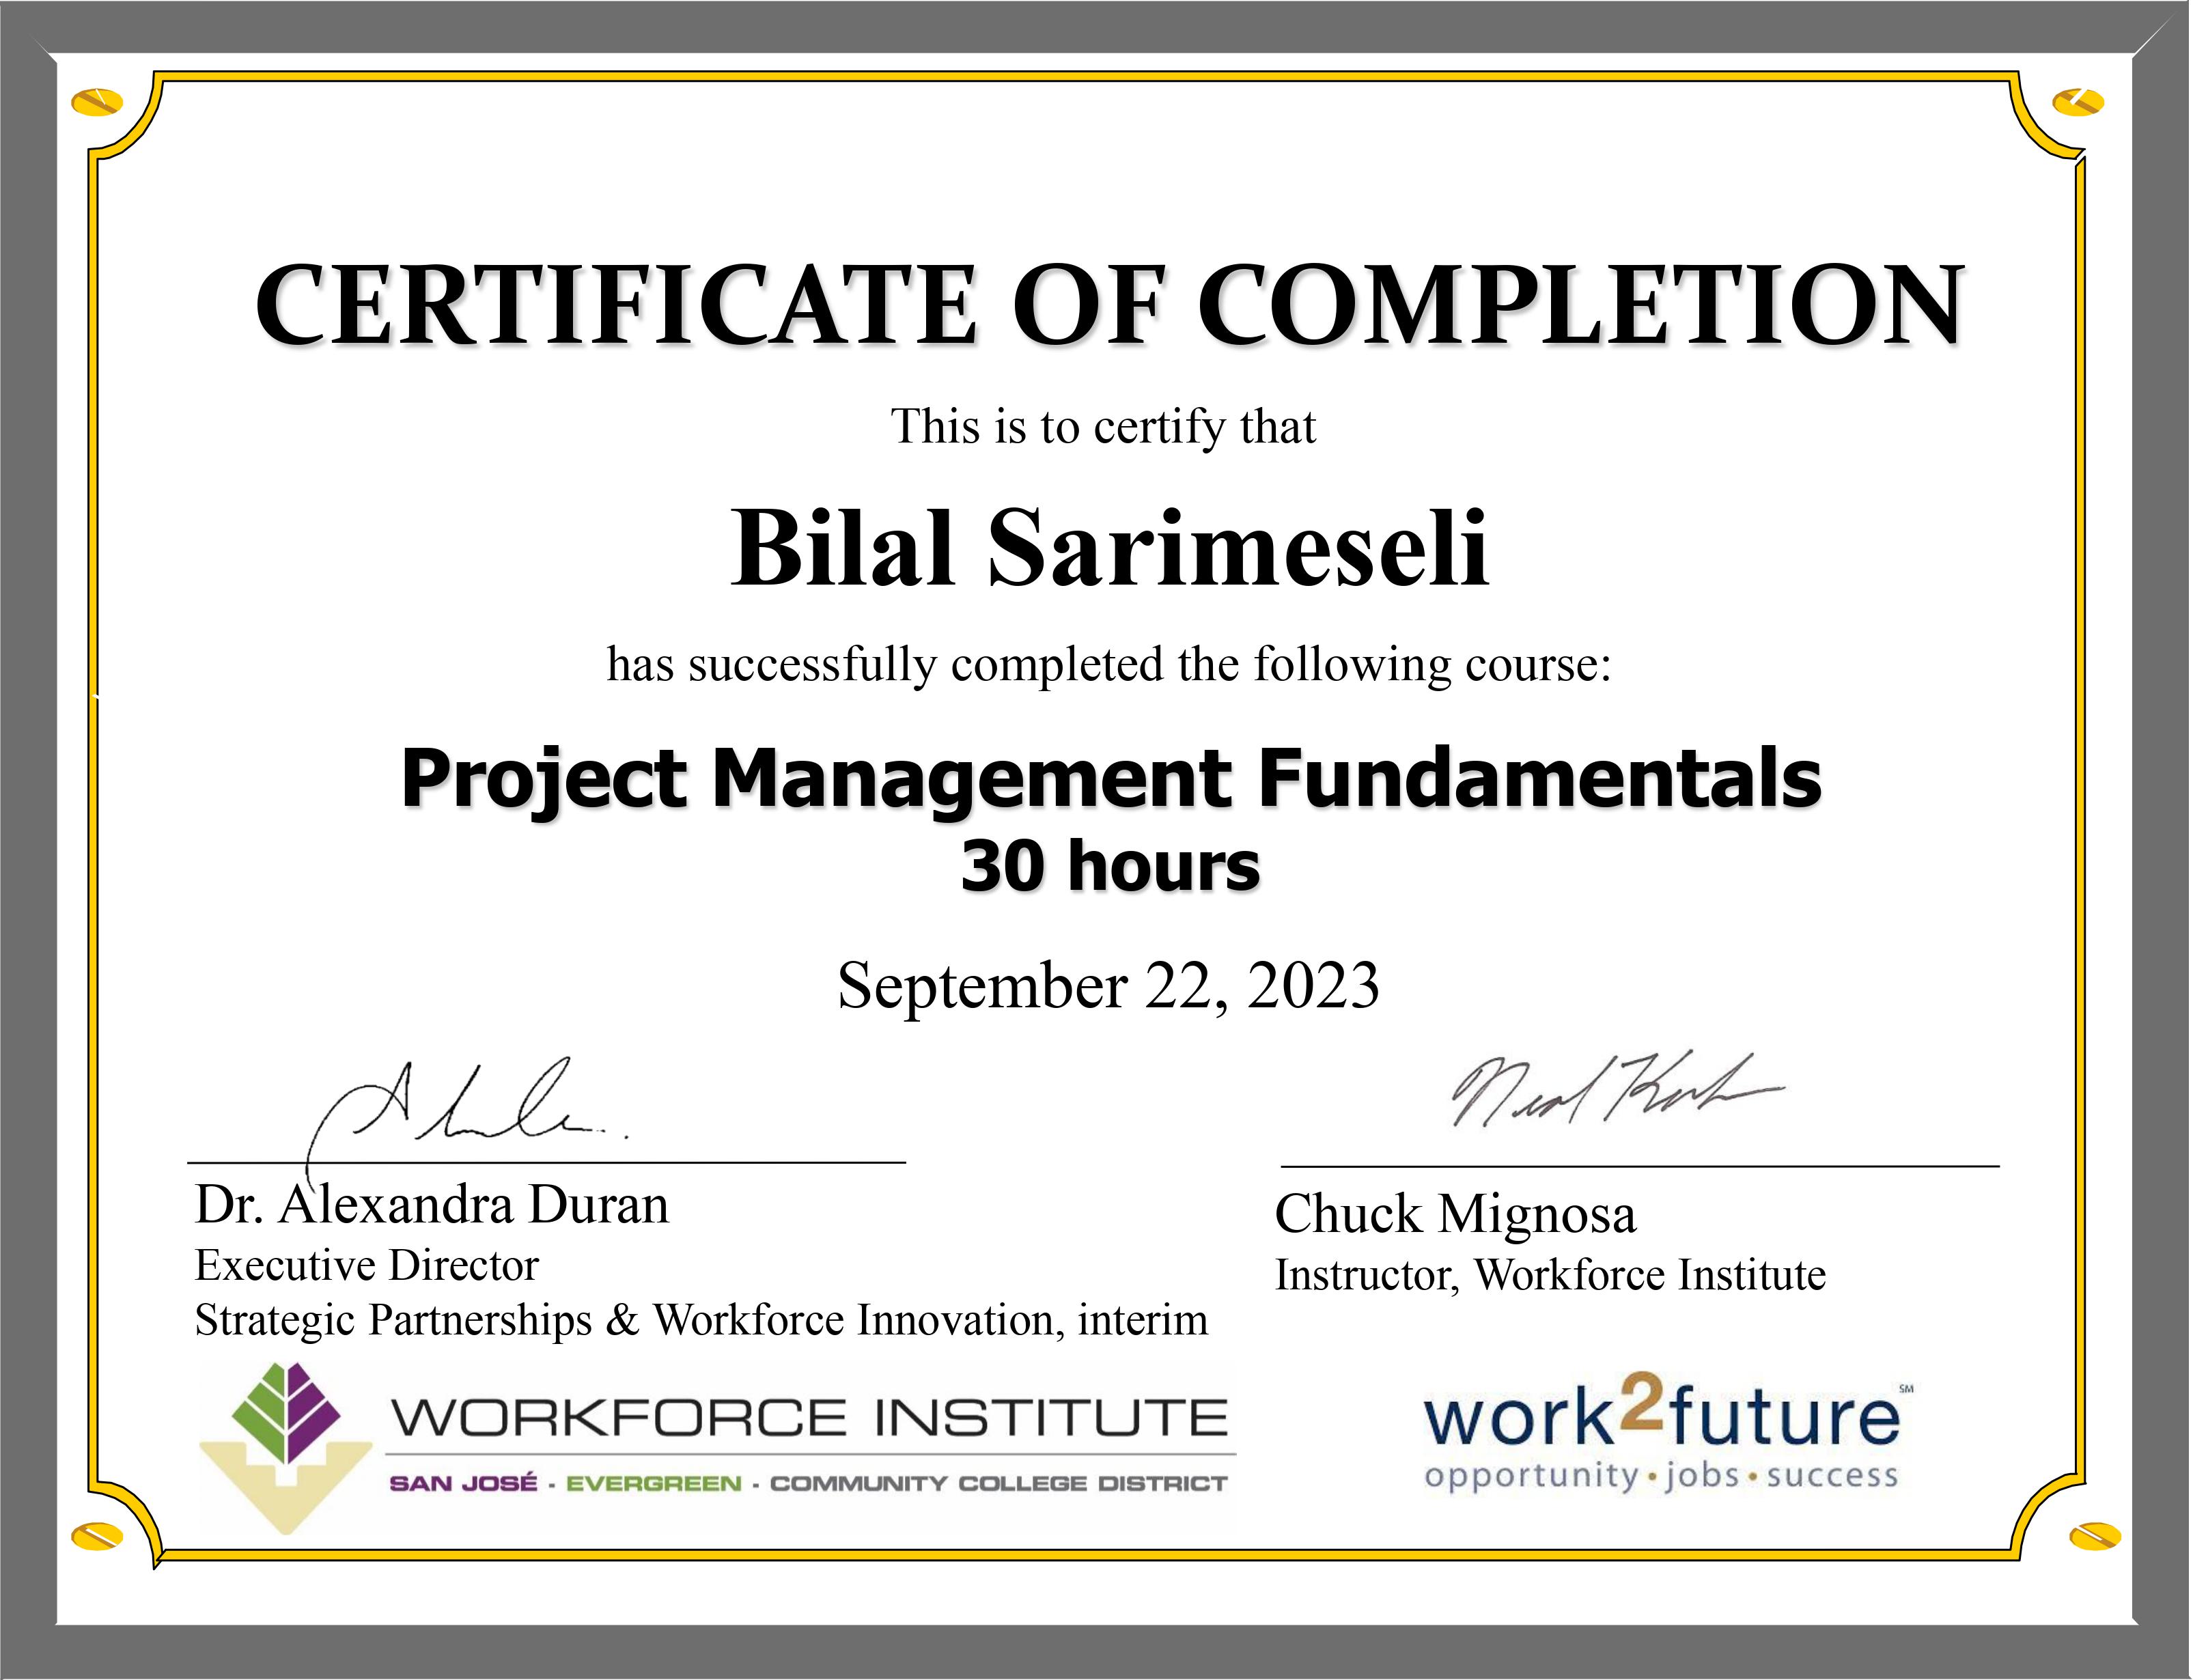 CERTIFICATE OF COMPLETION
This is to certify that
Bilal Sarimeseli
has successfully completed the following course:
Project Management Fundamentals
30 hours
September 22, 2023
Dr. Alexandra Duran
Executive Director
Strategic Partnerships & Workforce Innovation, interim
Chuck Mignosa
Instructor, Workforce Institute
WORKFORCE INSTITUTE
SAN JOSÉ · EVERGREEN · COMMUNITY COLLEGE DISTRICT
work2future℠
opportunity • jobs • success